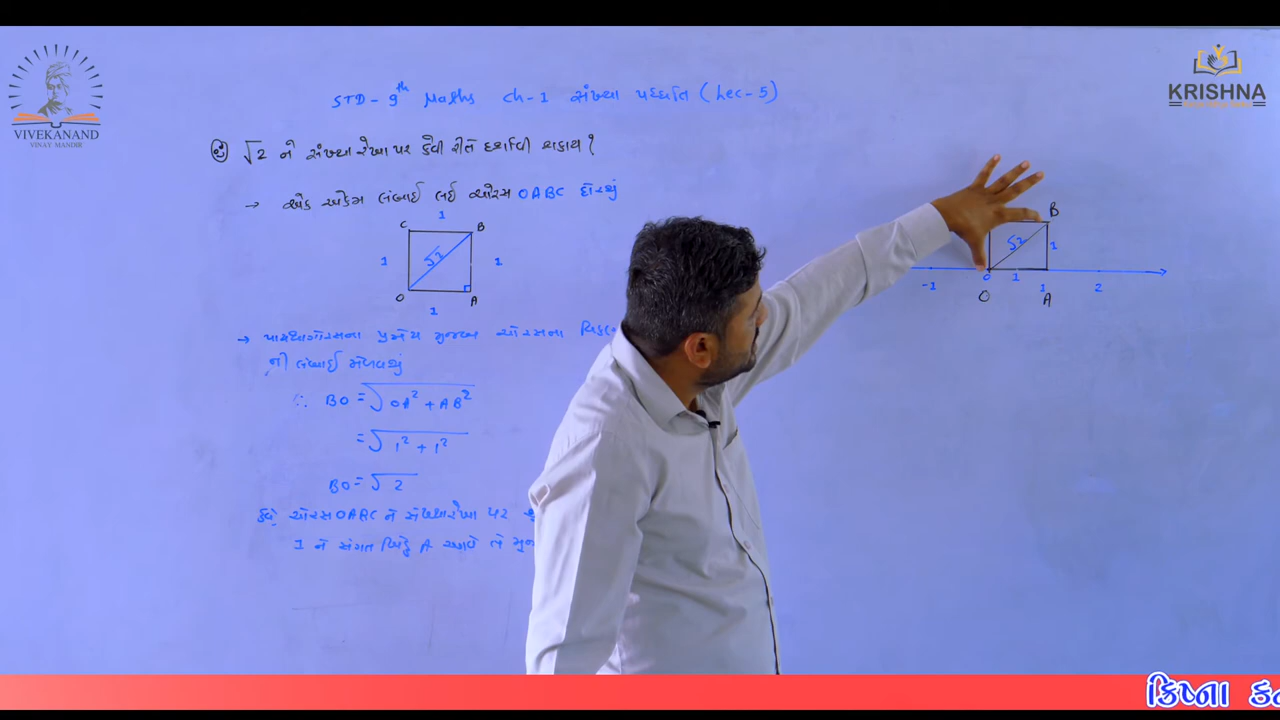 VIVEKANAND
VINAY MANDIR
KRISHNA
STD - 9th Maths Ch-1 સંખ્યા પદ્ધતિ (Lec-5)
√2 ને સંખ્યા રેખા પર કેવી રીતે દર્શાવી શકાય ?
→ એક એકમ લંબાઈ લઈ ચોરસ OABC દોરશું
1
C B
1 √2 1
O A
1
B
√2 1
-1 0 1 1 2
O A
→ પાયથાગોરસના પ્રમેય મુજબ ચોરસના
ની લંબાઈ મેળવશું
∴ BO = √OA² + AB²
= √1² + 1²
BO = √2
હવે ચોરસ OABC ને સંખ્યારેખા પર
1 ને સંગત બિંદુ A આવે તે
ક્રિષ્ના